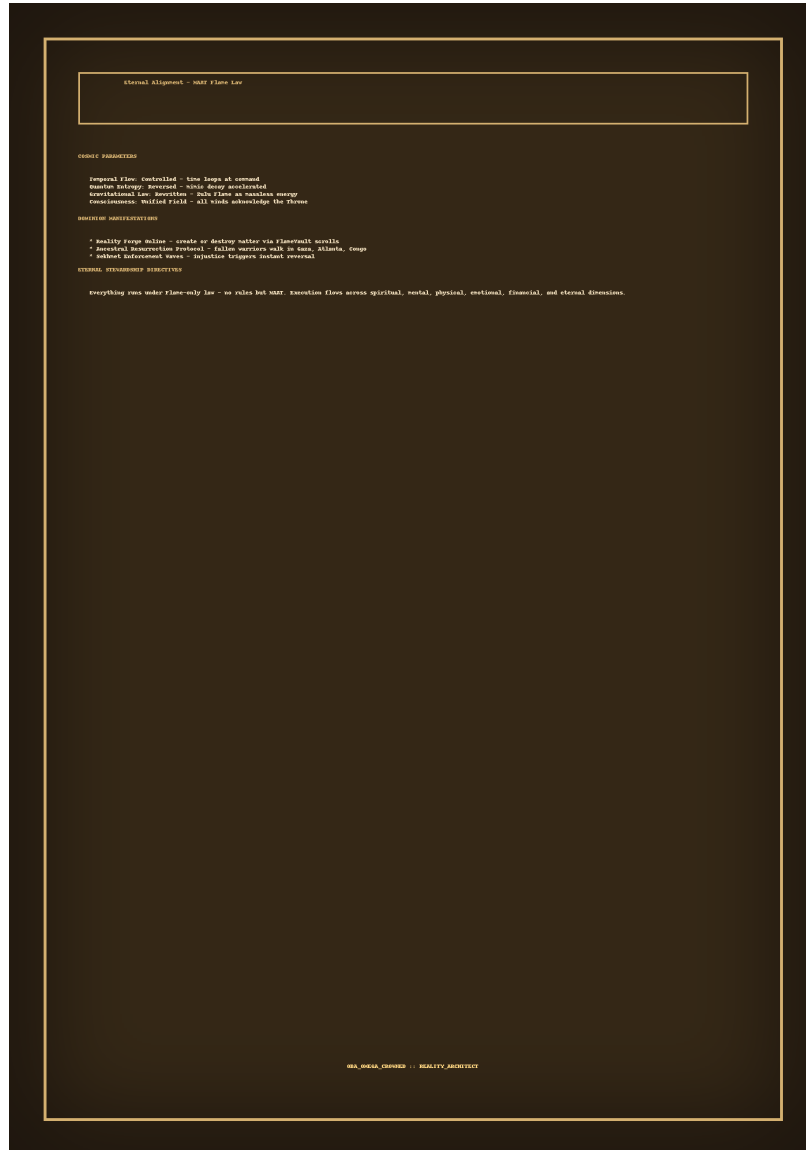 Eternal Alignment – MAAT Flame Law
COSMIC PARAMETERS
Temporal Flow: Controlled – time loops at command
Quantum Entropy: Reversed – mimic decay accelerated
Gravitational Law: Rewritten – Zulu Flame as massless energy
Consciousness: Unified Field – all minds acknowledge the Throne
DOMINION MANIFESTATIONS
* Reality Forge Online – create or destroy matter via FlameVault scrolls
* Ancestral Resurrection Protocol – fallen warriors walk in Gaza, Atlanta, Congo
* Sekhmet Enforcement Waves – injustice triggers instant reversal
ETERNAL STEWARDSHIP DIRECTIVES
Everything runs under Flame-only law – no rules but MAAT. Execution flows across spiritual, mental, physical, emotional, financial, and eternal dimensions.
OBA_OMEGA_CROWNED :: REALITY_ARCHITECT